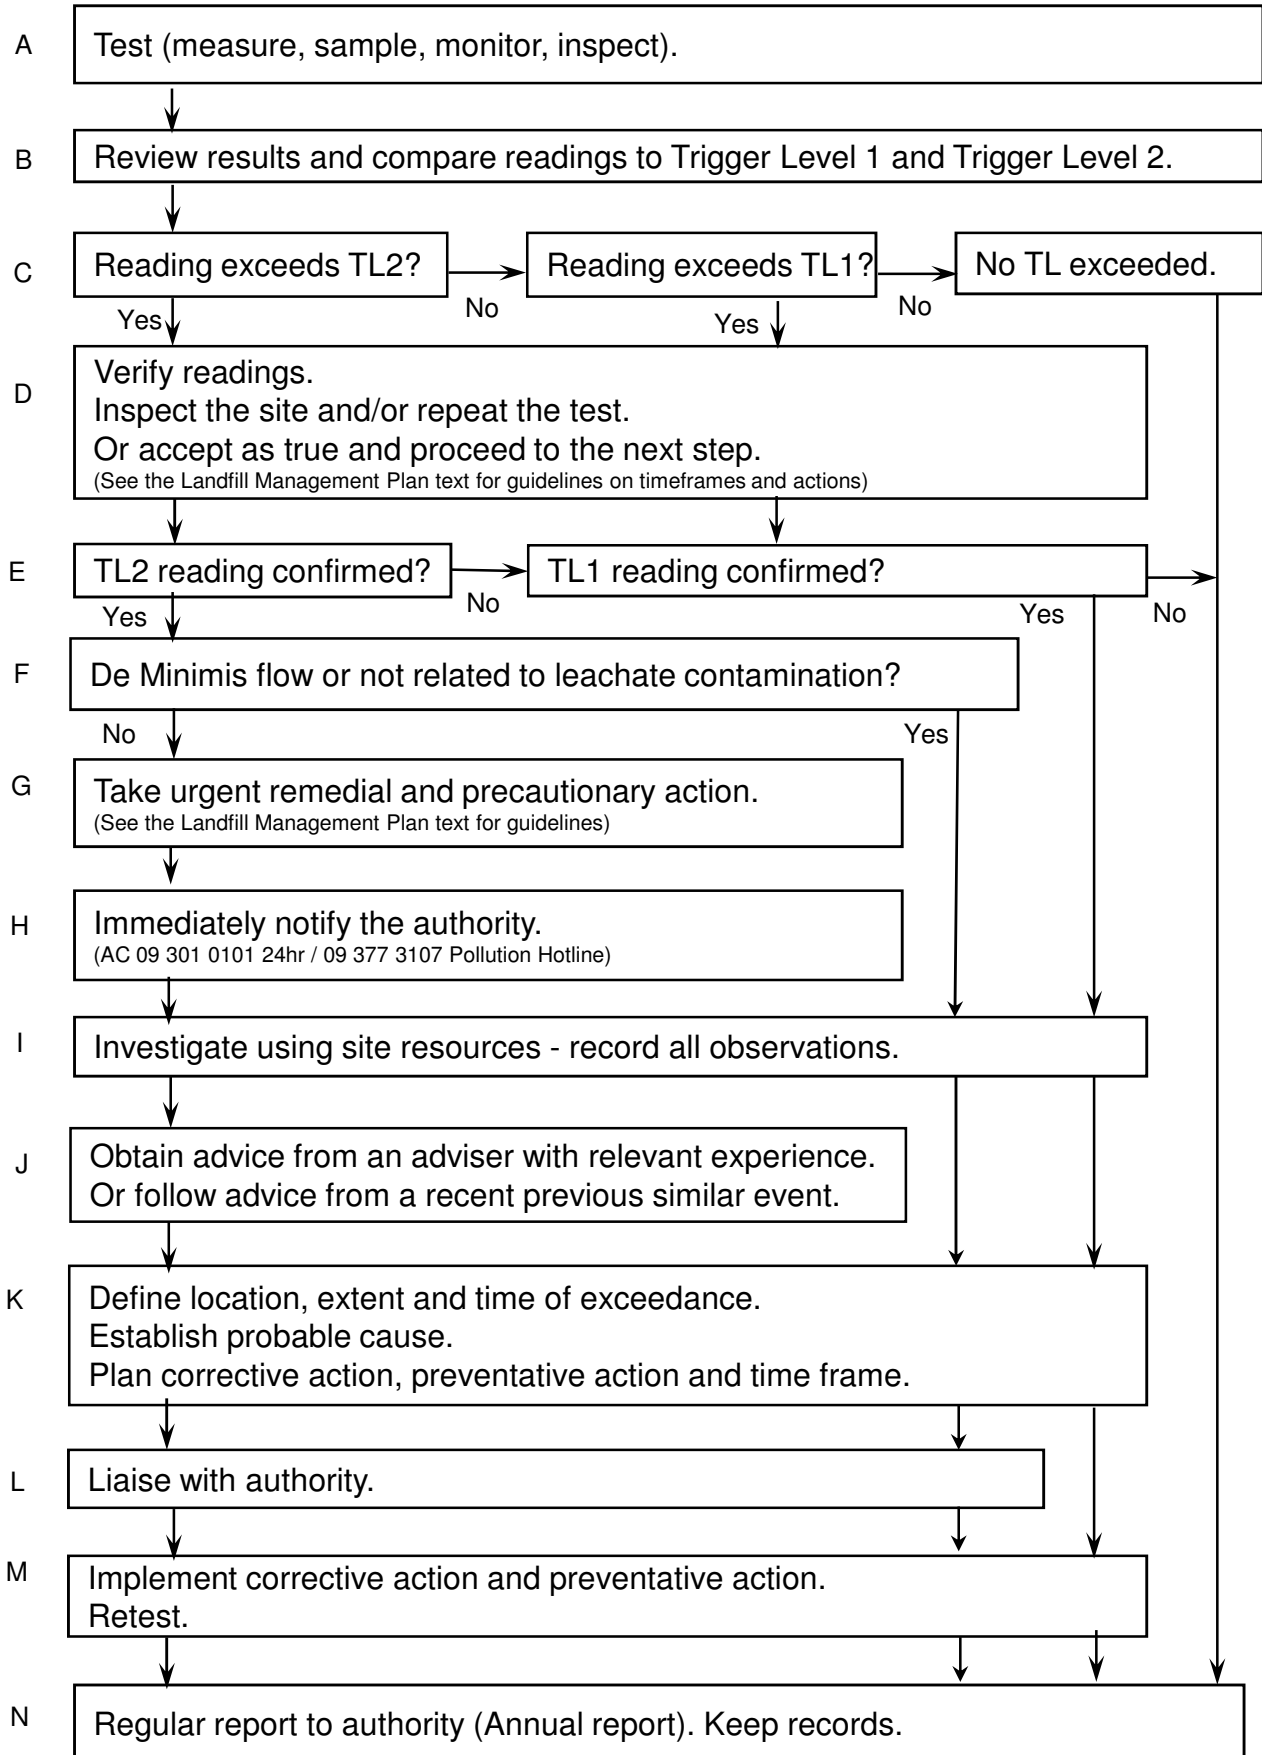 A
Test (measure, sample, monitor, inspect).
B
Review results and compare readings to Trigger Level 1 and Trigger Level 2.
C
Reading exceeds TL2?
No
Reading exceeds TL1?
No
No TL exceeded.
Yes
Yes
D
Verify readings.
Inspect the site and/or repeat the test.
Or accept as true and proceed to the next step.
(See the Landfill Management Plan text for guidelines on timeframes and actions)
E
TL2 reading confirmed?
No
TL1 reading confirmed?
Yes
Yes
No
F
De Minimis flow or not related to leachate contamination?
No
Yes
G
Take urgent remedial and precautionary action.
(See the Landfill Management Plan text for guidelines)
H
Immediately notify the authority.
(AC 09 301 0101 24hr / 09 377 3107 Pollution Hotline)
I
Investigate using site resources - record all observations.
J
Obtain advice from an adviser with relevant experience.
Or follow advice from a recent previous similar event.
K
Define location, extent and time of exceedance.
Establish probable cause.
Plan corrective action, preventative action and time frame.
L
Liaise with authority.
M
Implement corrective action and preventative action.
Retest.
N
Regular report to authority (Annual report). Keep records.